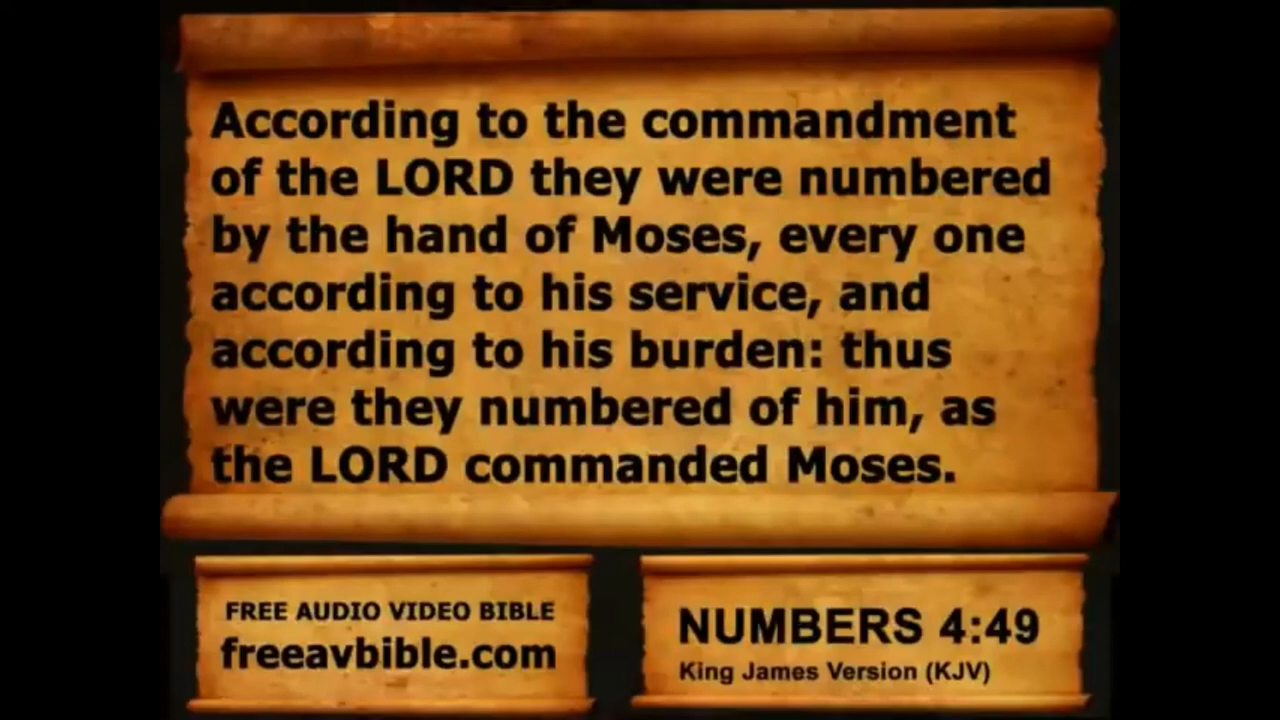 According to the commandment
of the LORD they were numbered
by the hand of Moses, every one
according to his service, and
according to his burden: thus
were they numbered of him, as
the LORD commanded Moses.
FREE AUDIO VIDEO BIBLE
freeavbible.com
NUMBERS 4:49
King James Version (KJV)